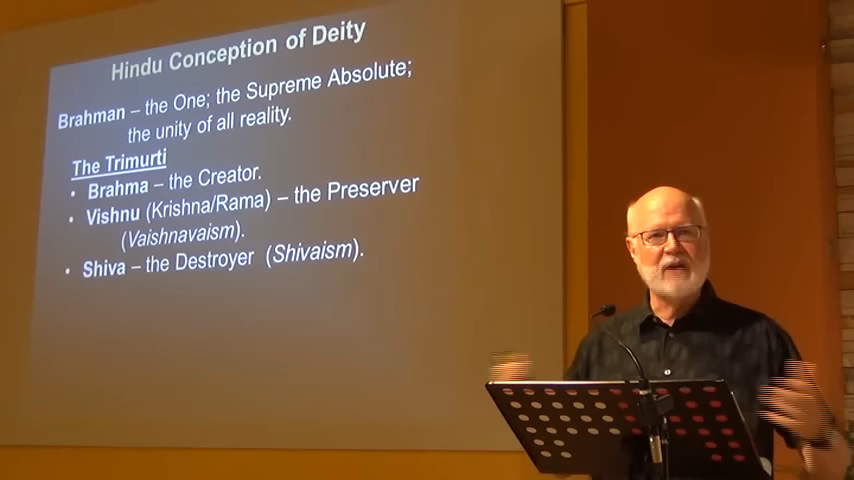 Hindu Conception of Deity
Brahman – the One; the Supreme Absolute;
the unity of all reality.
The Trimurti
• Brahma – the Creator.
• Vishnu (Krishna/Rama) – the Preserver
(Vaishnavaism).
• Shiva – the Destroyer (Shivaism).